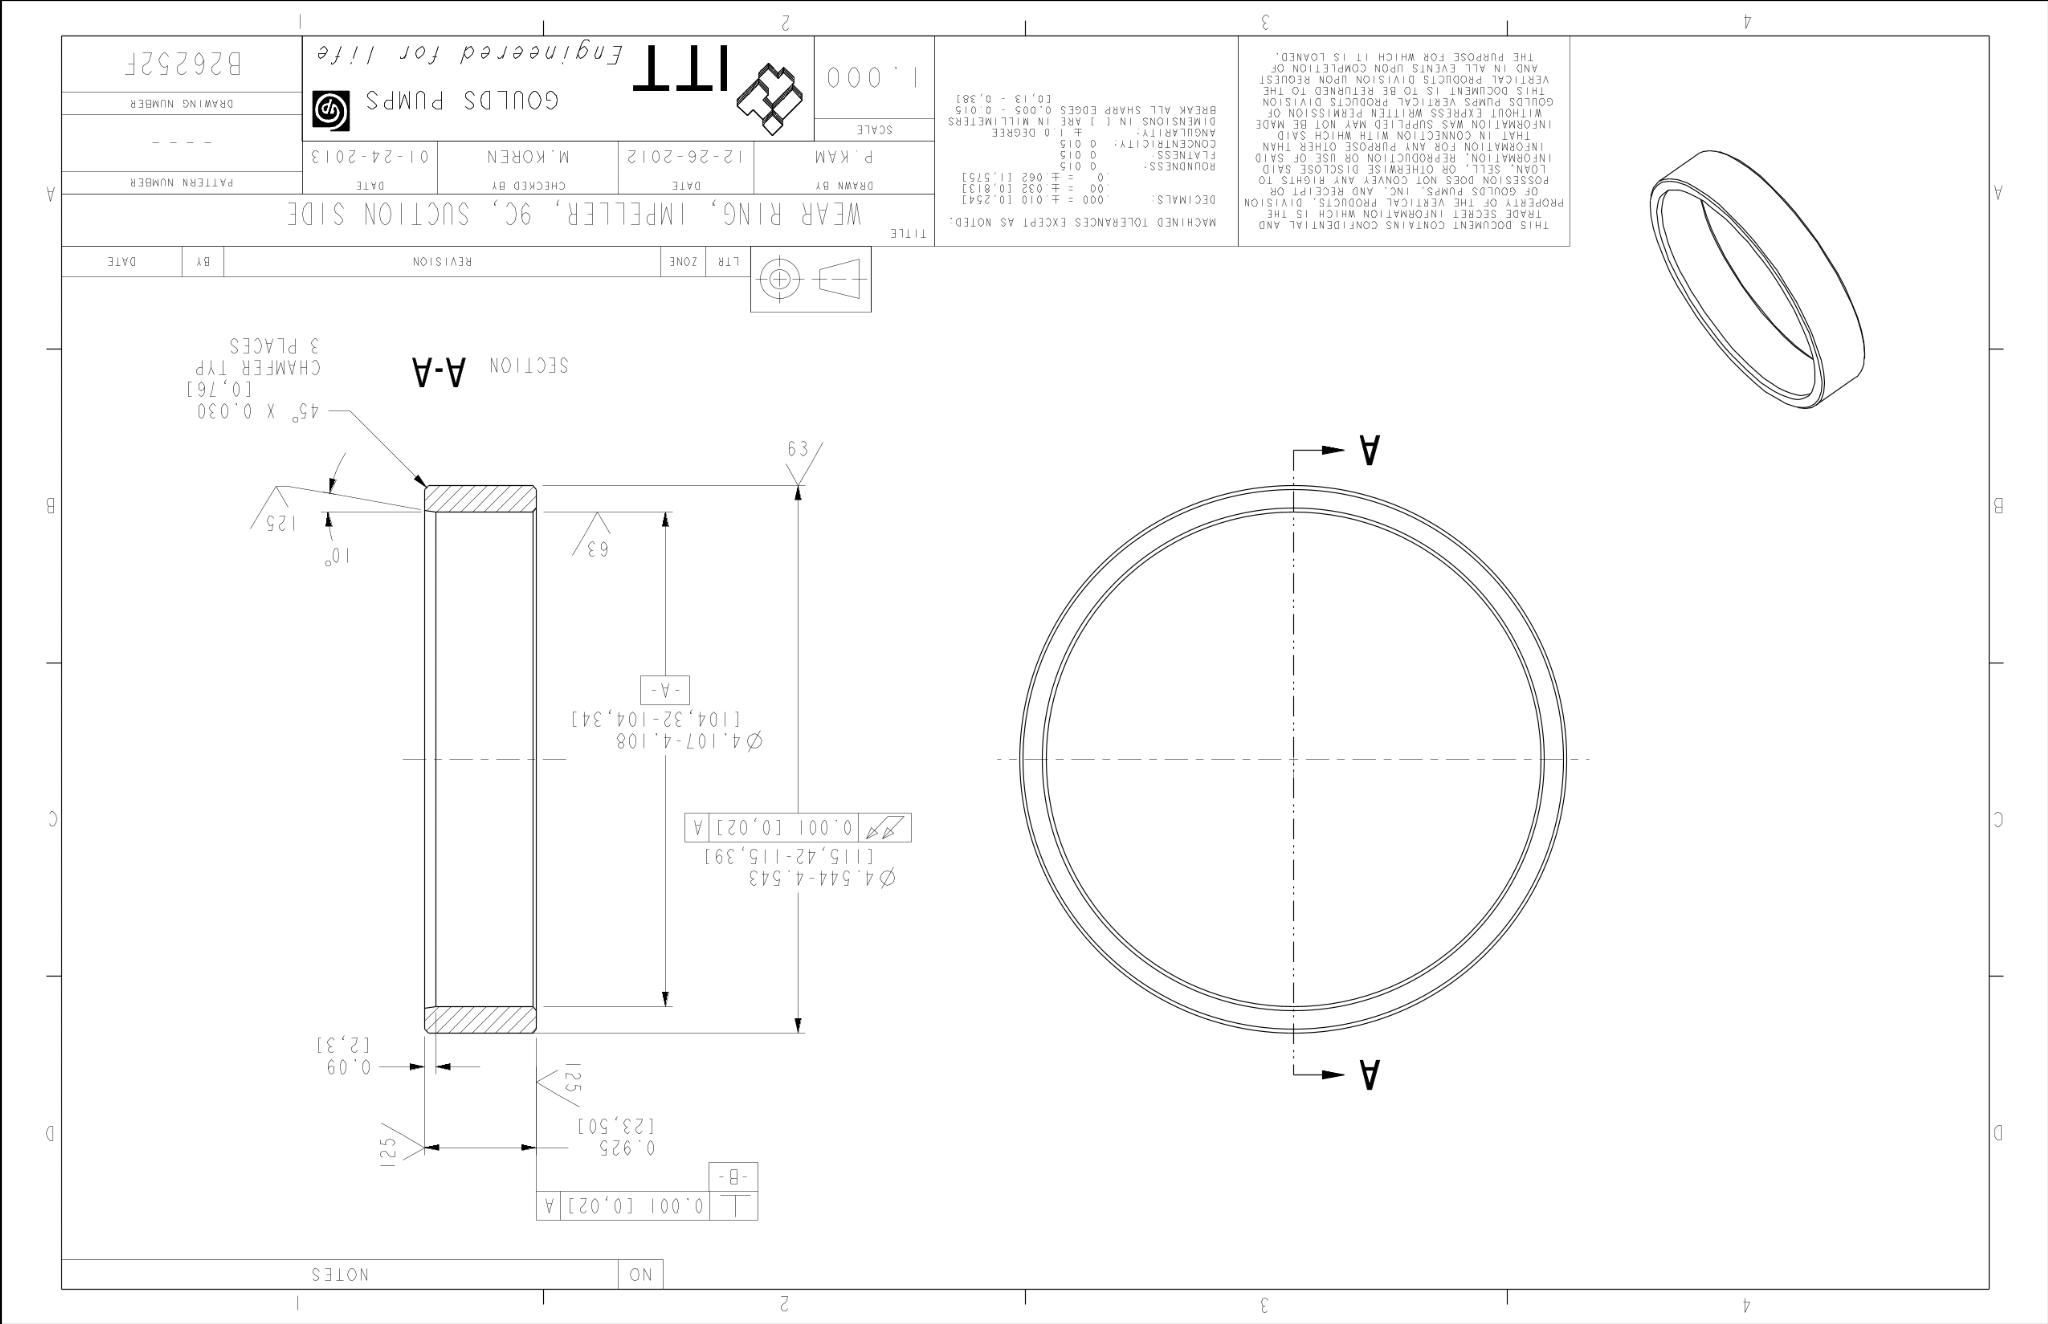 4 3 2 1
NO NOTES
⟂ 0.001 [0,02] A
-B-
D D
0.925
[23,50]
125
125
0.09
[2,3]
A
Ø4.544-4.543
[115,42-115,39]
0.001 [0,02] A
C C
Ø4.107-4.108
[104,32-104,34]
-A-
10°
63
125
B B
63
A
45° X 0.030
[0,76]
CHAMFER TYP
3 PLACES
SECTION A-A
LTR ZONE REVISION BY DATE
THIS DOCUMENT CONTAINS CONFIDENTIAL AND
TRADE SECRET INFORMATION WHICH IS THE
PROPERTY OF THE VERTICAL PRODUCTS, DIVISION
OF GOULDS PUMPS, INC. AND RECEIPT OR
POSSESSION DOES NOT CONVEY ANY RIGHTS TO
LOAN, SELL, OR OTHERWISE DISCLOSE SAID
INFORMATION, REPRODUCTION OR USE OF SAID
INFORMATION FOR ANY PURPOSE OTHER THAN
THAT IN CONNECTION WITH WHICH SAID
INFORMATION WAS SUPPLIED MAY NOT BE MADE
WITHOUT EXPRESS WRITTEN PERMISSION OF
GOULDS PUMPS VERTICAL PRODUCTS DIVISION
THIS DOCUMENT IS TO BE RETURNED TO THE
VERTICAL PRODUCTS DIVISION UPON REQUEST
AND IN ALL EVENTS UPON COMPLETION OF
THE PURPOSE FOR WHICH IT IS LOANED.
MACHINED TOLERANCES EXCEPT AS NOTED:
DECIMALS: .000 = ± .010 [0,254]
.00 = ± .032 [0,813]
.0 = ± .062 [1,575]
ROUNDNESS: 0.015
FLATNESS: 0.015
CONCENTRICITY: 0.015
ANGULARITY: ± 1.0 DEGREE
DIMENSIONS IN [ ] ARE IN MILLIMETERS
BREAK ALL SHARP EDGES 0.005 - 0.015
[0,13 - 0,38]
TITLE
WEAR RING, IMPELLER, 9C, SUCTION SIDE
A A
DRAWN BY DATE CHECKED BY DATE
P.KAM 12-26-2012 M.KOREN 01-24-2013
PATTERN NUMBER
----
SCALE
1.000
ITT
GOULDS PUMPS
Engineered for life
DRAWING NUMBER
B26252F
4 3 2 1